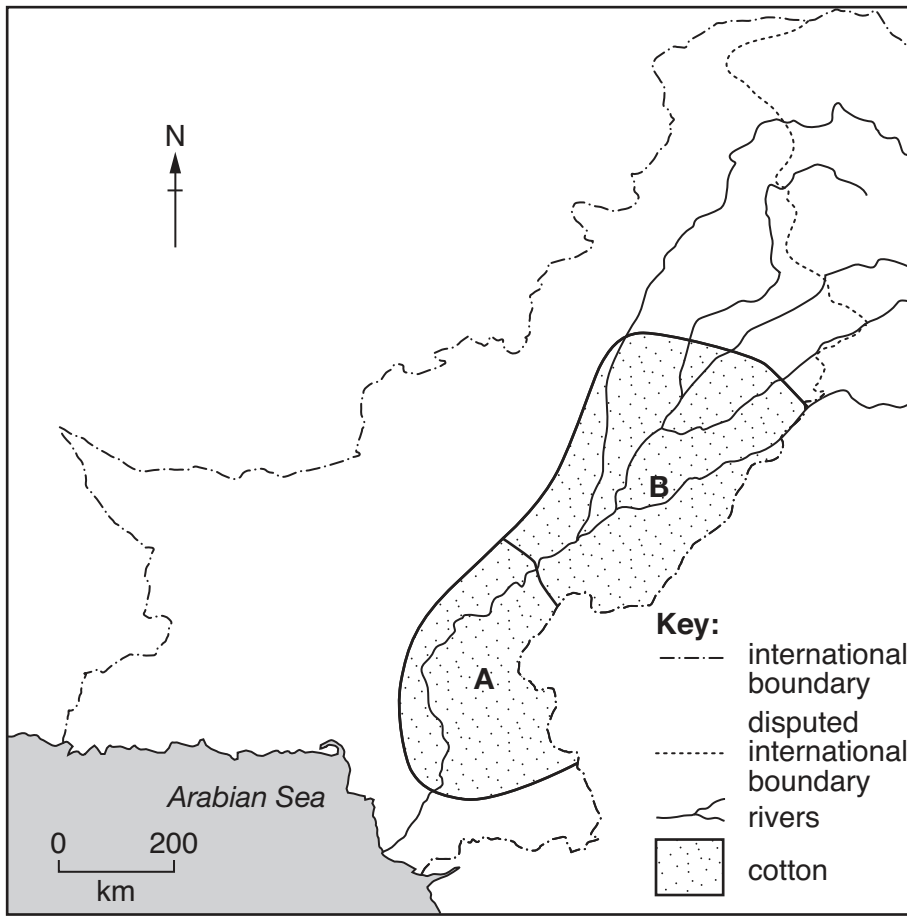 N
B
A
Key:
international
boundary
disputed
international
boundary
rivers
cotton
Arabian Sea
0 200
km